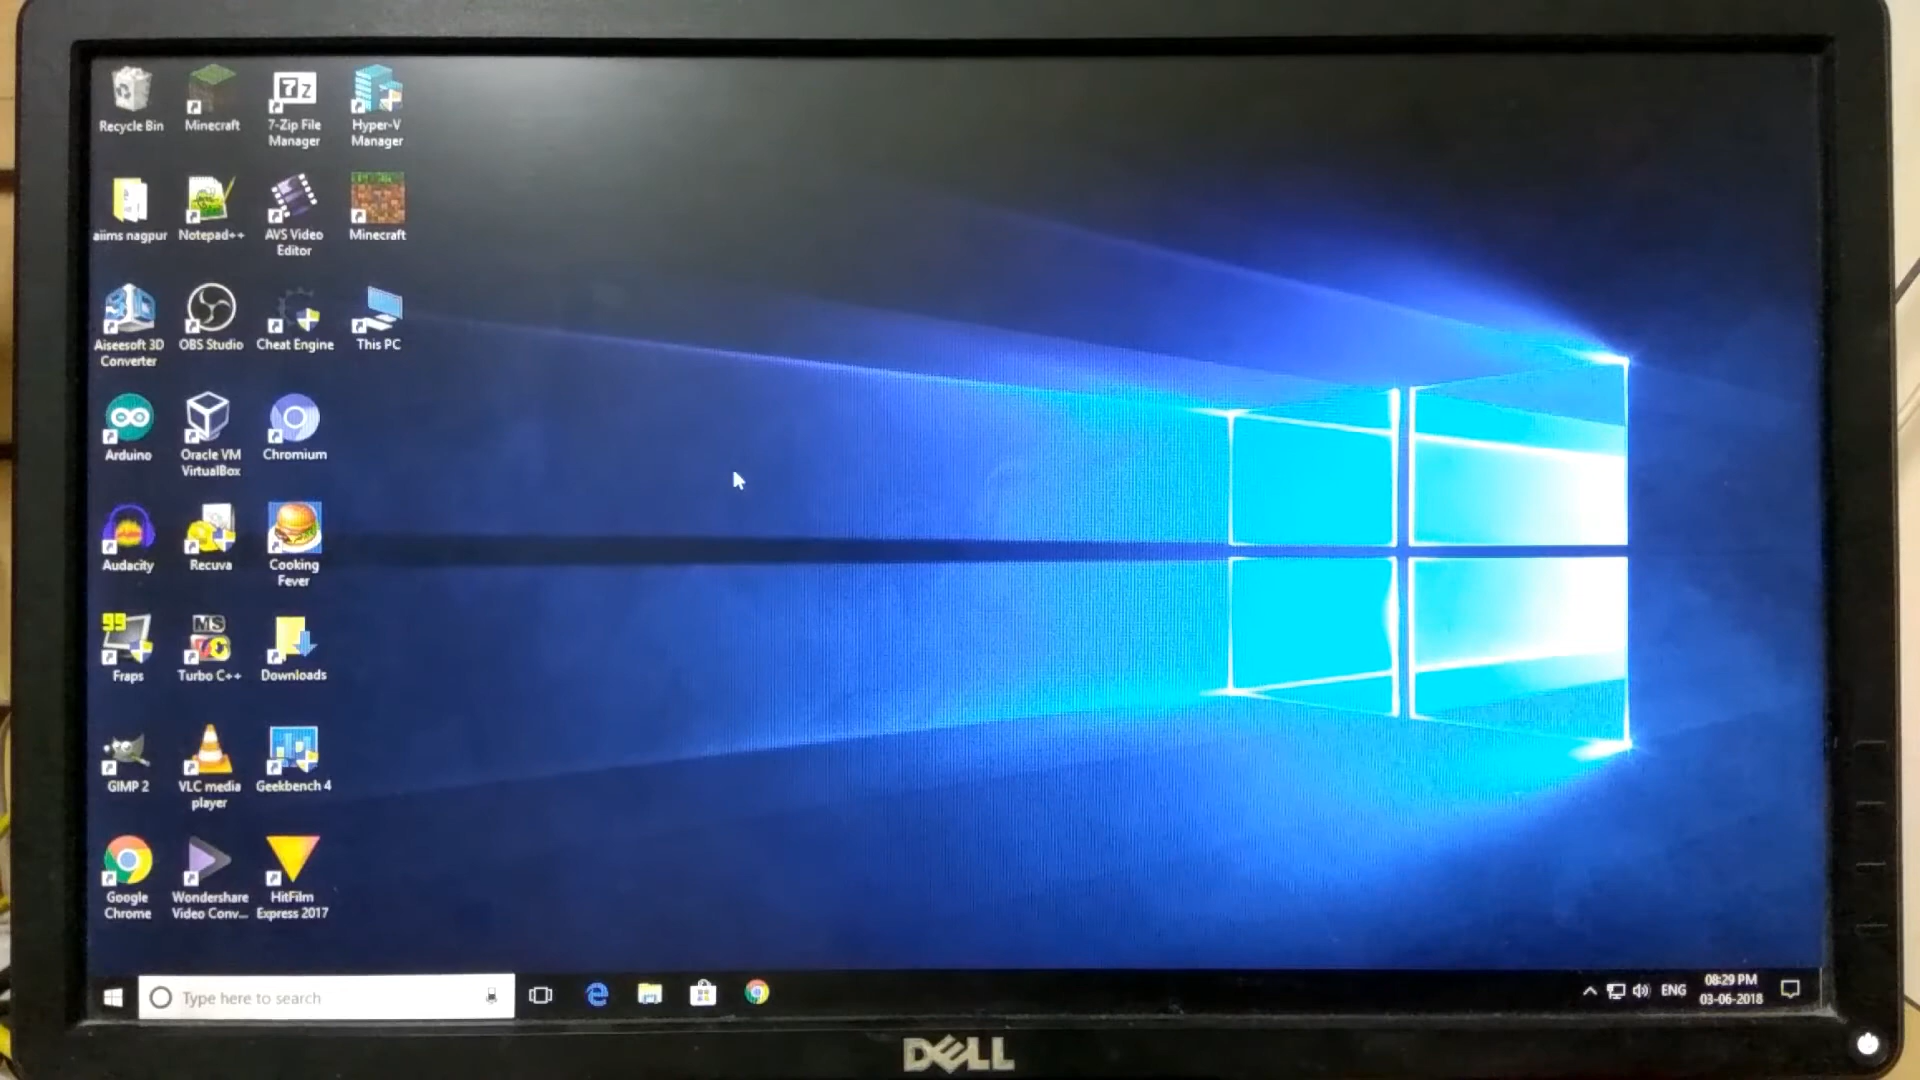 Recycle Bin
Minecraft
7-Zip File
Manager
Hyper-V
Manager
aiims nagpur
Notepad++
AVS Video
Editor
Minecraft
Aiseesoft 3D
Converter
OBS Studio
Cheat Engine
This PC
Arduino
Oracle VM
VirtualBox
Chromium
Audacity
Recuva
Cooking
Fever
99
Fraps
MS
Turbo C++
Downloads
GIMP 2
VLC media
player
Geekbench 4
Google
Chrome
Wondershare
Video Conv...
HitFilm
Express 2017
Type here to search
ENG
08:29 PM
03-06-2018
DELL